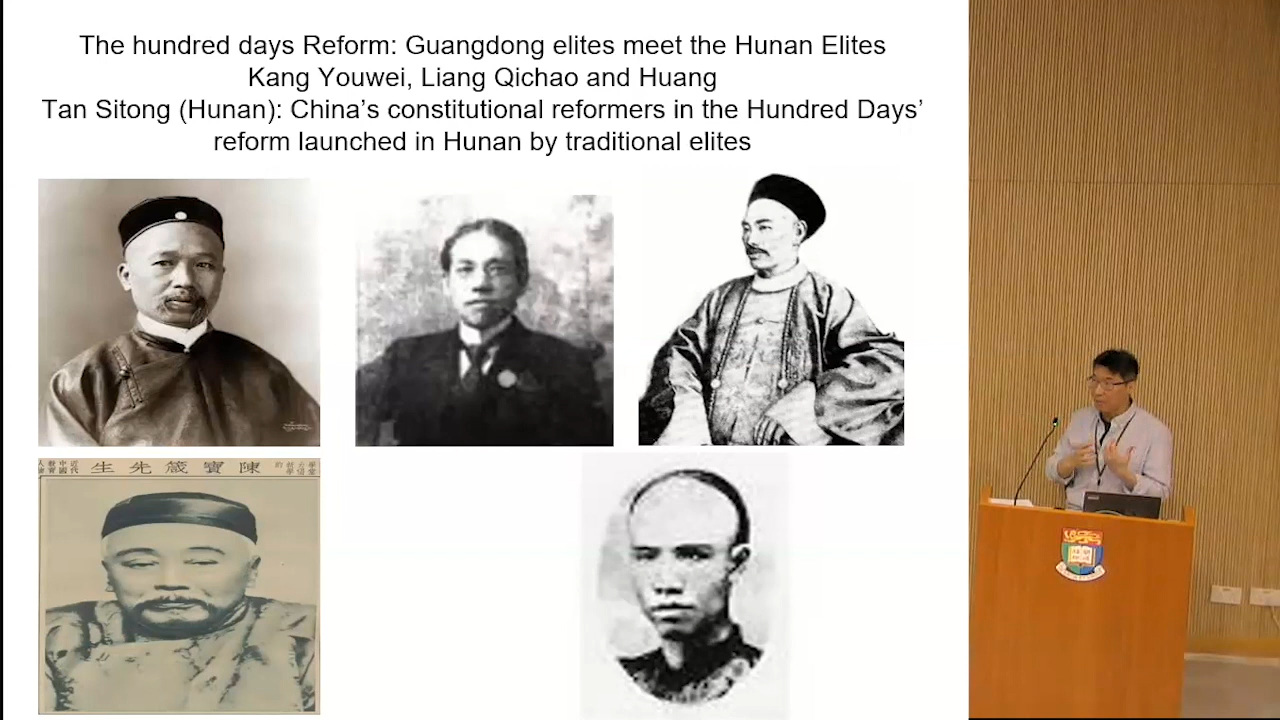 The hundred days Reform: Guangdong elites meet the Hunan Elites
Kang Youwei, Liang Qichao and Huang
Tan Sitong (Hunan): China’s constitutional reformers in the Hundred Days’
reform launched in Hunan by traditional elites
生先箴寶陳